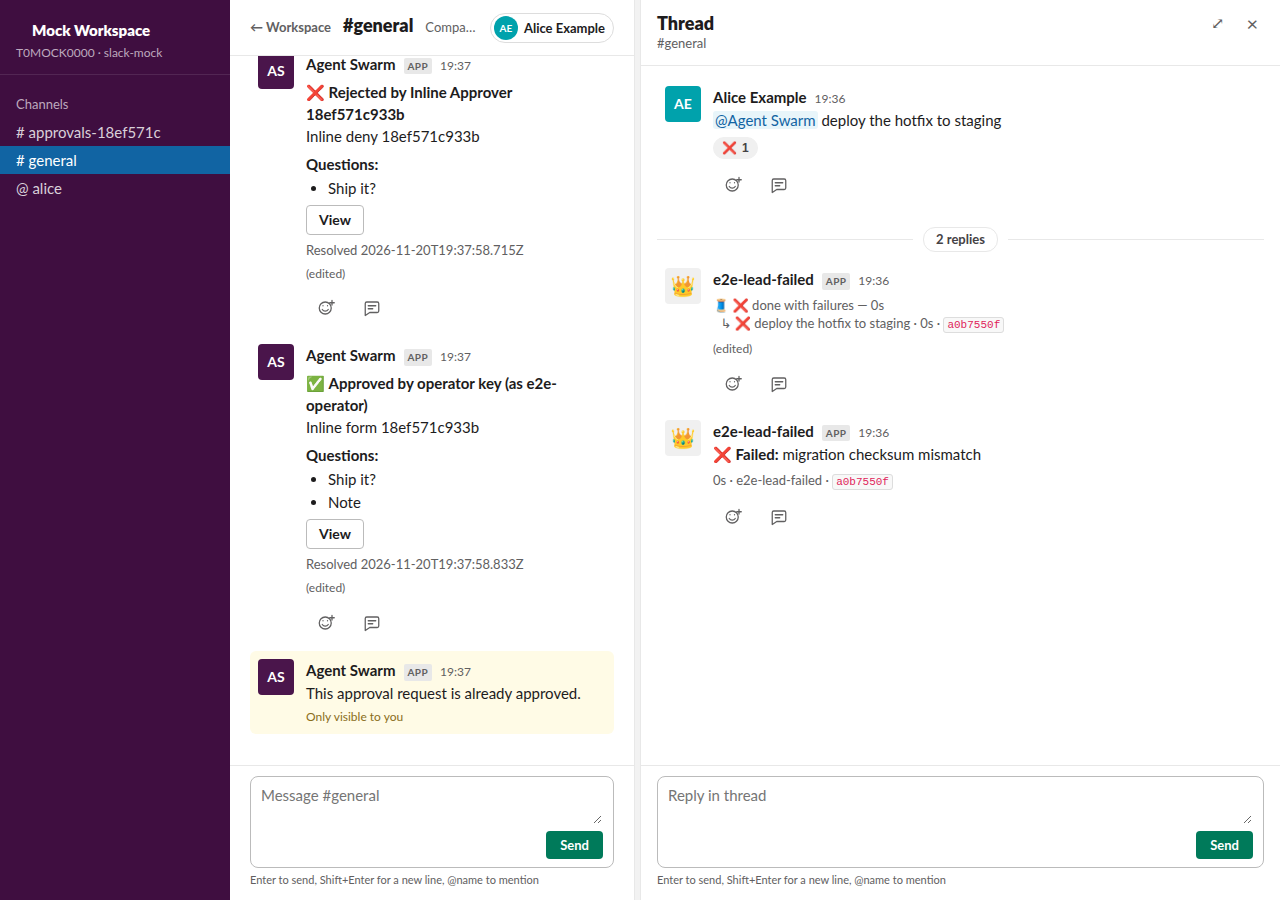 Mock Workspace
T0MOCK0000 · slack-mock
Channels
# approvals-18ef571c
# general
@ alice
← Workspace #general Compa... AE Alice Example
AS Agent Swarm APP 19:37
❌ Rejected by Inline Approver
18ef571c933b
Inline deny 18ef571c933b
Questions:
• Ship it?
View
Resolved 2026-11-20T19:37:58.715Z
(edited)
AS Agent Swarm APP 19:37
✅ Approved by operator key (as e2e-
operator)
Inline form 18ef571c933b
Questions:
• Ship it?
• Note
View
Resolved 2026-11-20T19:37:58.833Z
(edited)
AS Agent Swarm APP 19:37
This approval request is already approved.
Only visible to you
Message #general
Send
Enter to send, Shift+Enter for a new line, @name to mention
Thread
#general
AE Alice Example 19:36
@Agent Swarm deploy the hotfix to staging
❌ 1
2 replies
e2e-lead-failed APP 19:36
🧵 ❌ done with failures — 0s
↳ ❌ deploy the hotfix to staging · 0s · a0b7550f
(edited)
e2e-lead-failed APP 19:36
❌ Failed: migration checksum mismatch
0s · e2e-lead-failed · a0b7550f
Reply in thread
Send
Enter to send, Shift+Enter for a new line, @name to mention